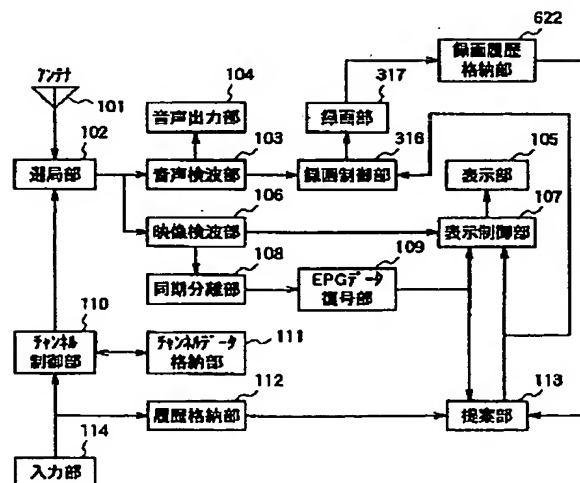 622
録画履歴
格納部
アンテナ
101
104
音声出力部
317
録画部
102
選局部
103
音声検波部
316
録画制御部
105
表示部
106
映像検波部
107
表示制御部
108
同期分離部
109
EPGデータ
復号部
110
チャンネル
制御部
チャンネルデータ
格納部
111
112
履歴格納部
113
提案部
114
入力部